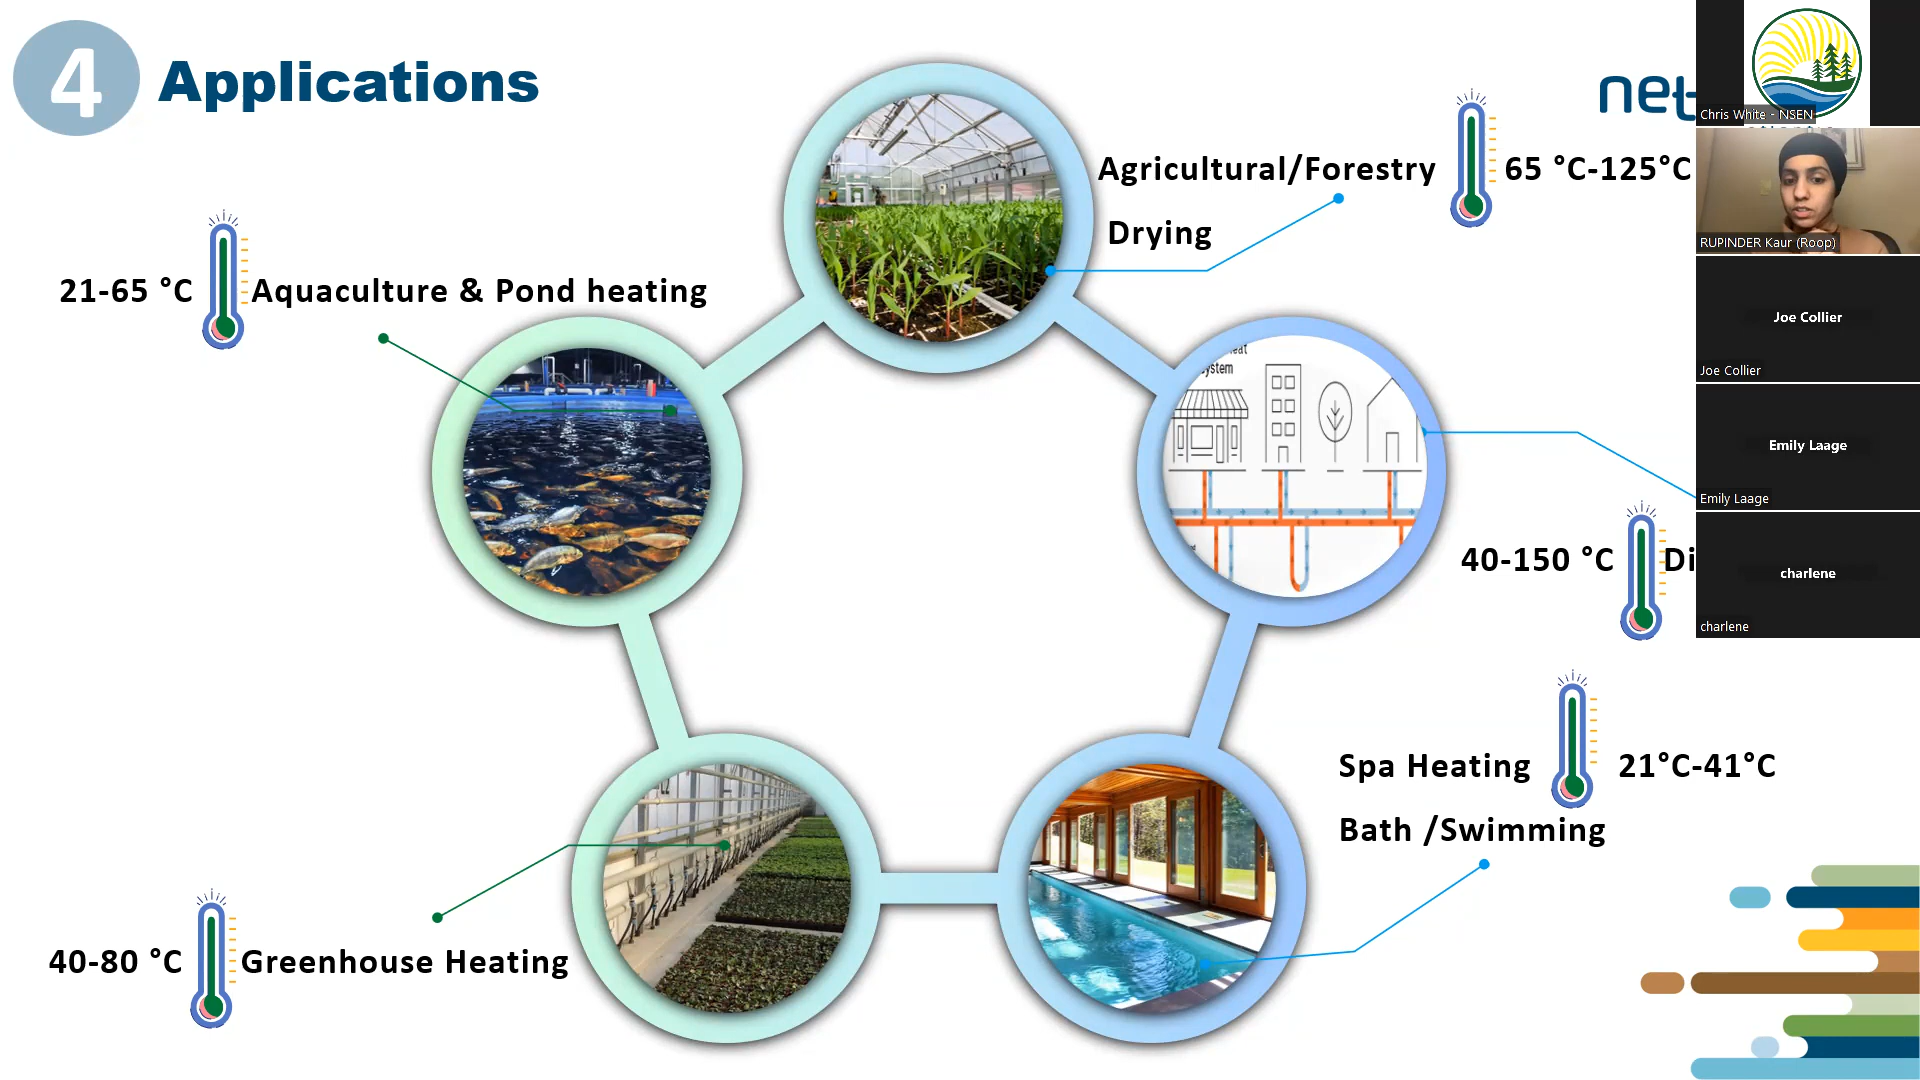 4 Applications
Agricultural/Forestry
65 °C-125°C
Drying
21-65 °C
Aquaculture & Pond heating
40-150 °C
Spa Heating
21°C-41°C
Bath /Swimming
40-80 °C
Greenhouse Heating
Chris White - NSEN
RUPINDER Kaur (Roop)
Joe Collier
Joe Collier
Emily Laage
Emily Laage
charlene
charlene